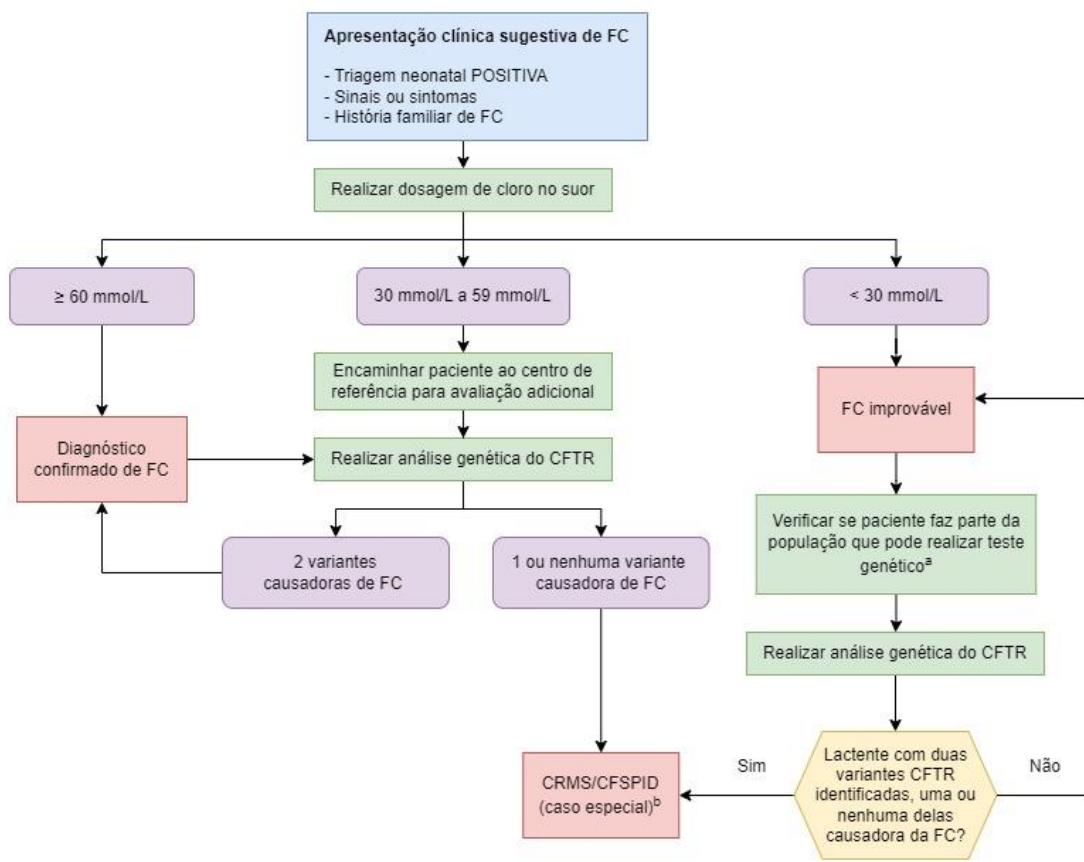 Apresentação clínica sugestiva de FC
- Triagem neonatal POSITIVA
- Sinais ou sintomas
- História familiar de FC
Realizar dosagem de cloro no suor
≥ 60 mmol/L
30 mmol/L a 59 mmol/L
< 30 mmol/L
Encaminhar paciente ao centro de
referência para avaliação adicional
FC improvável
Diagnóstico
confirmado de FC
Realizar análise genética do CFTR
Verificar se paciente faz parte da
população que pode realizar teste
genéticoᵃ
2 variantes
causadoras de FC
1 ou nenhuma variante
causadora de FC
Realizar análise genética do CFTR
CRMS/CFSPID
(caso especial)ᵇ
Sim
Lactente com duas
variantes CFTR
identificadas, uma ou
nenhuma delas
causadora da FC?
Não